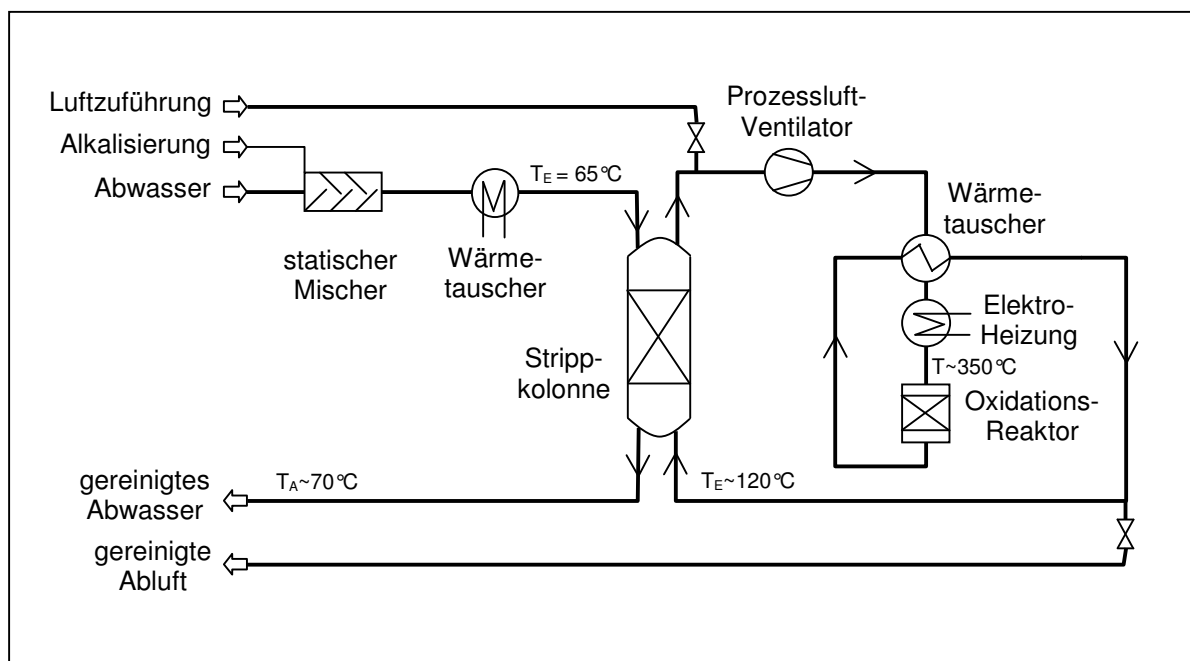 Luftzuführung
Alkalisierung
Abwasser
T_E = 65°C
statischer
Mischer
Wärme-
tauscher
Prozessluft-
Ventilator
Wärme-
tauscher
Elektro-
Heizung
T~350°C
Oxidations-
Reaktor
Stripp-
kolonne
gereinigtes
Abwasser
T_A~70°C
T_E~120°C
gereinigte
Abluft